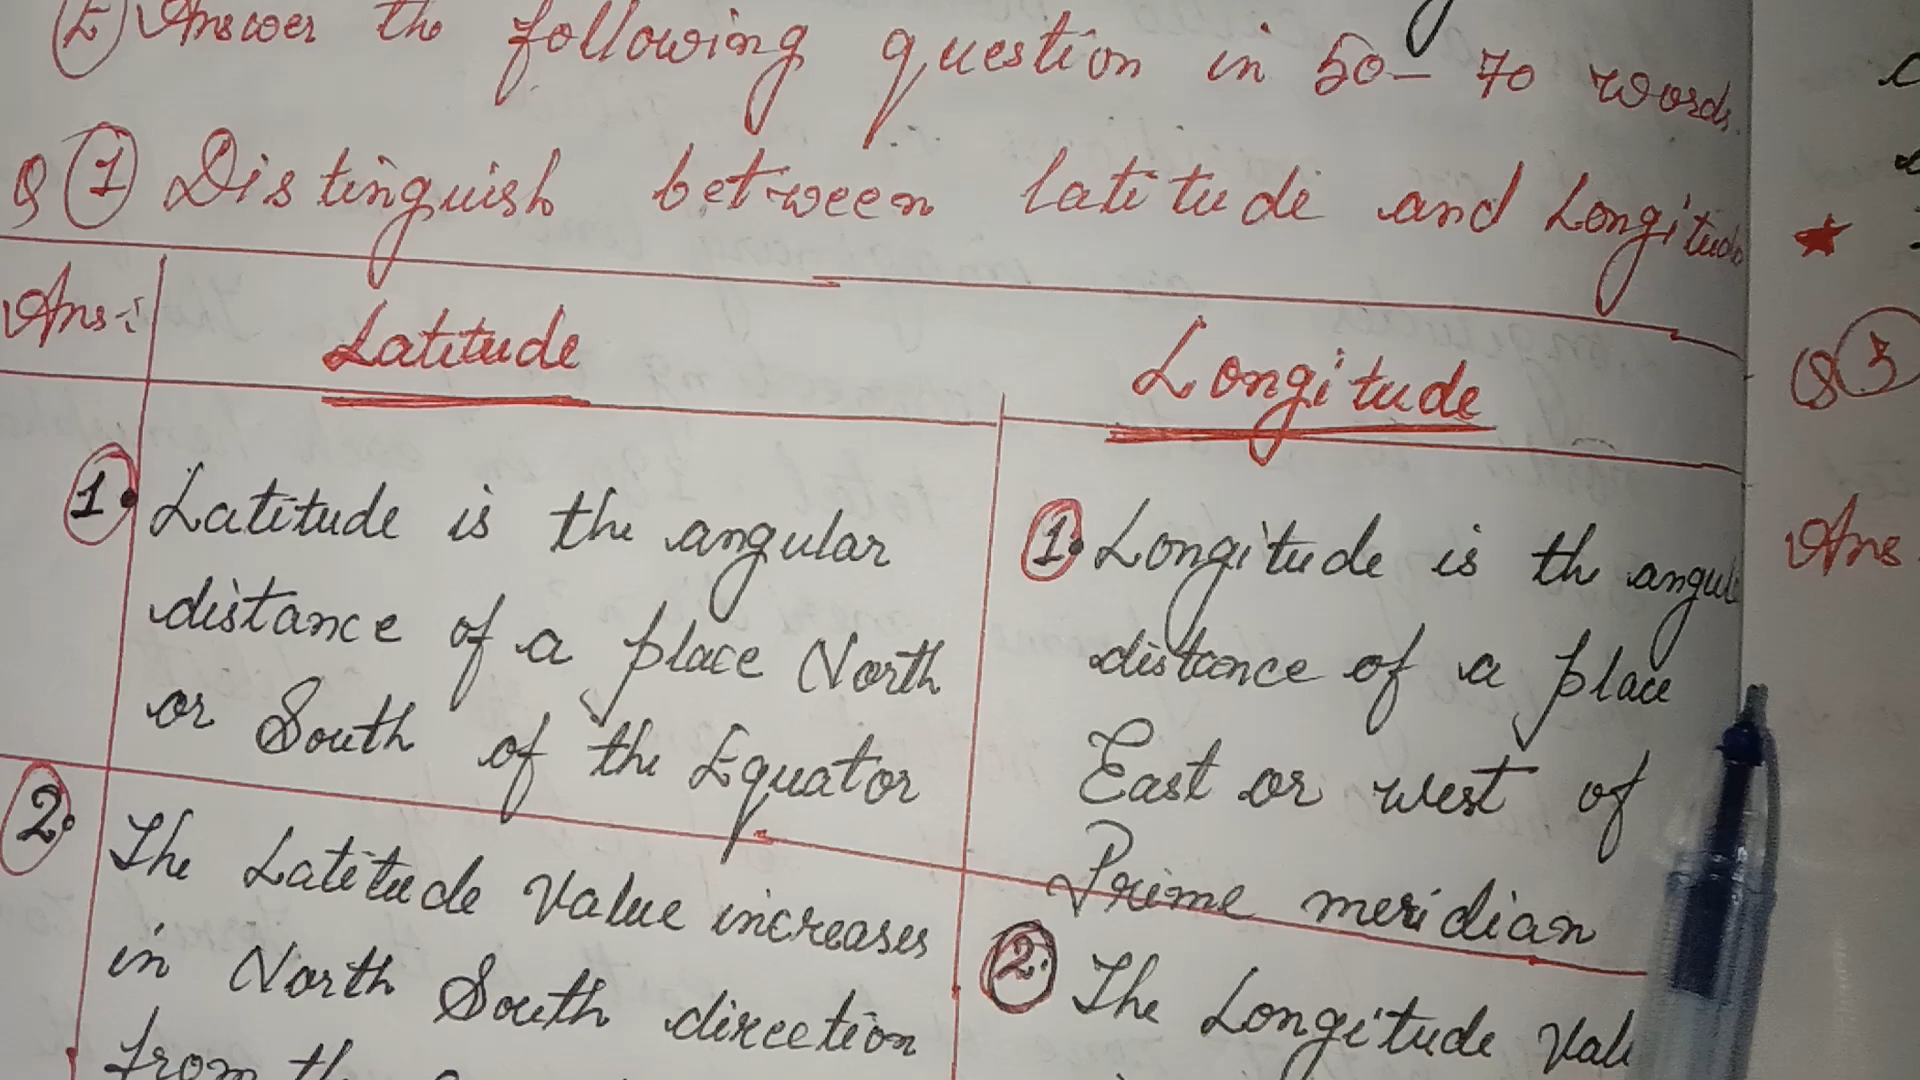 E) Answer the following question in 50-70 words.
Q 1 Distinguish between latitude and Longitude
Ans:
Latitude
Longitude
1. Latitude is the angular
distance of a place North
or South of the Equator
1. Longitude is the angul
distance of a place
East or west of
Prime meridian
2. The Latitude Value increases
in North South direction
from the
2. The Longitude Val
Q 3
Ans